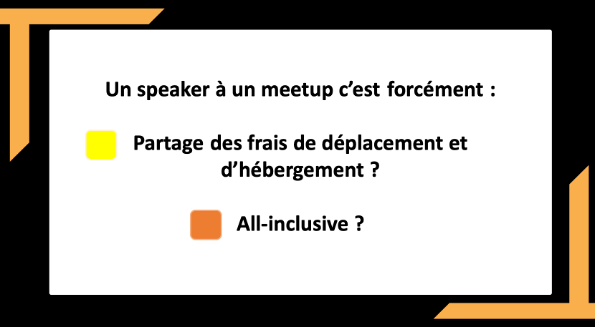 Un speaker à un meetup c’est forcément :
Partage des frais de déplacement et
d’hébergement ?
All-inclusive ?